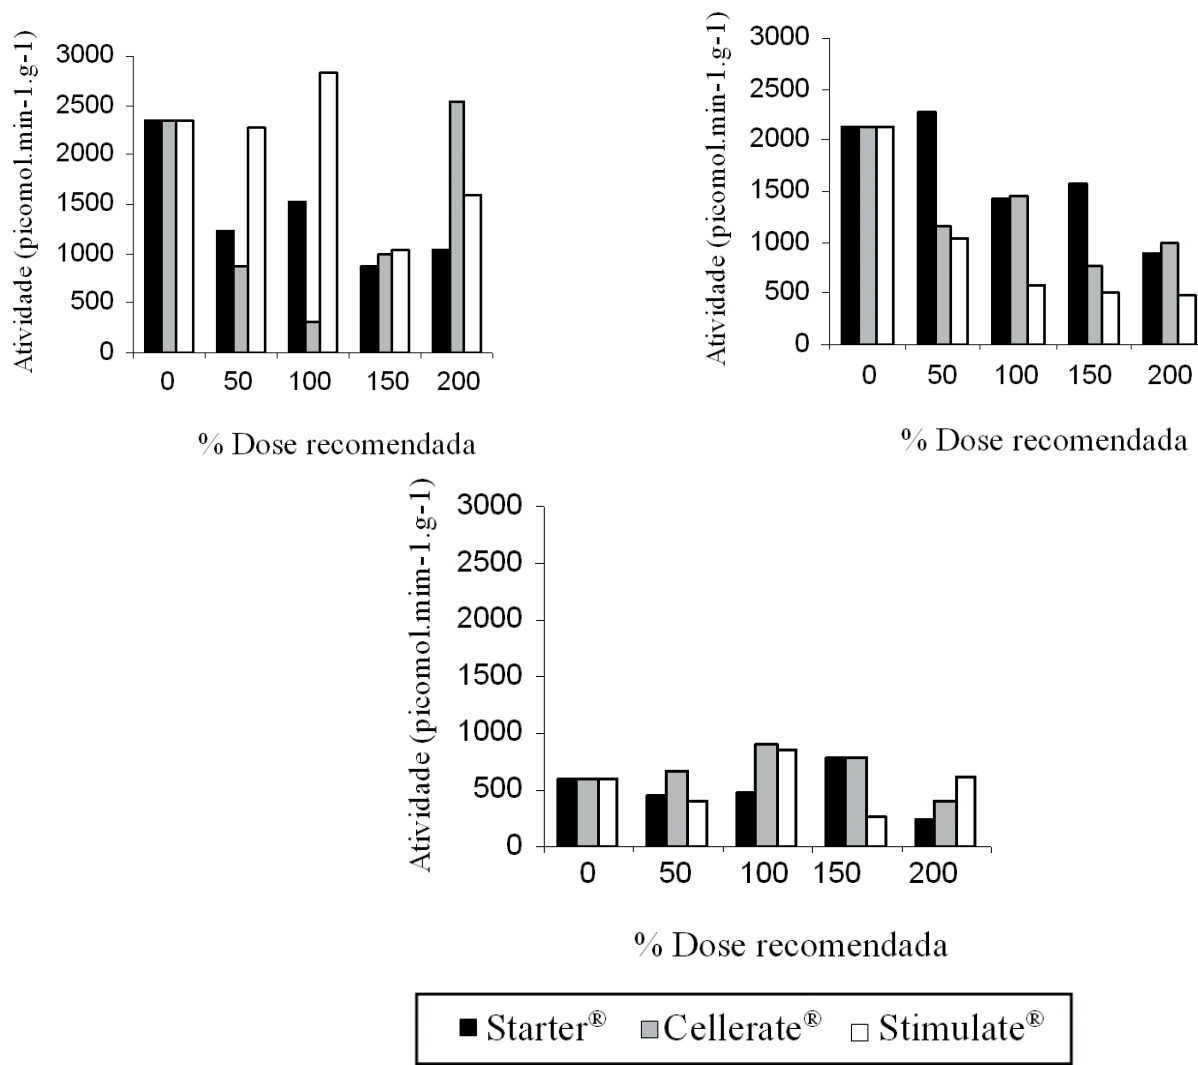 Atividade (picomol.min-1.g-1)
3000
2500
2000
1500
1000
500
0
0 50 100 150 200
% Dose recomendada
Atividade (picomol.min-1.g-1)
3000
2500
2000
1500
1000
500
0
0 50 100 150 200
% Dose recomendada
Atividade (picomol.mim-1.g-1)
3000
2500
2000
1500
1000
500
0
0 50 100 150 200
% Dose recomendada
Starter® Cellerate® Stimulate®